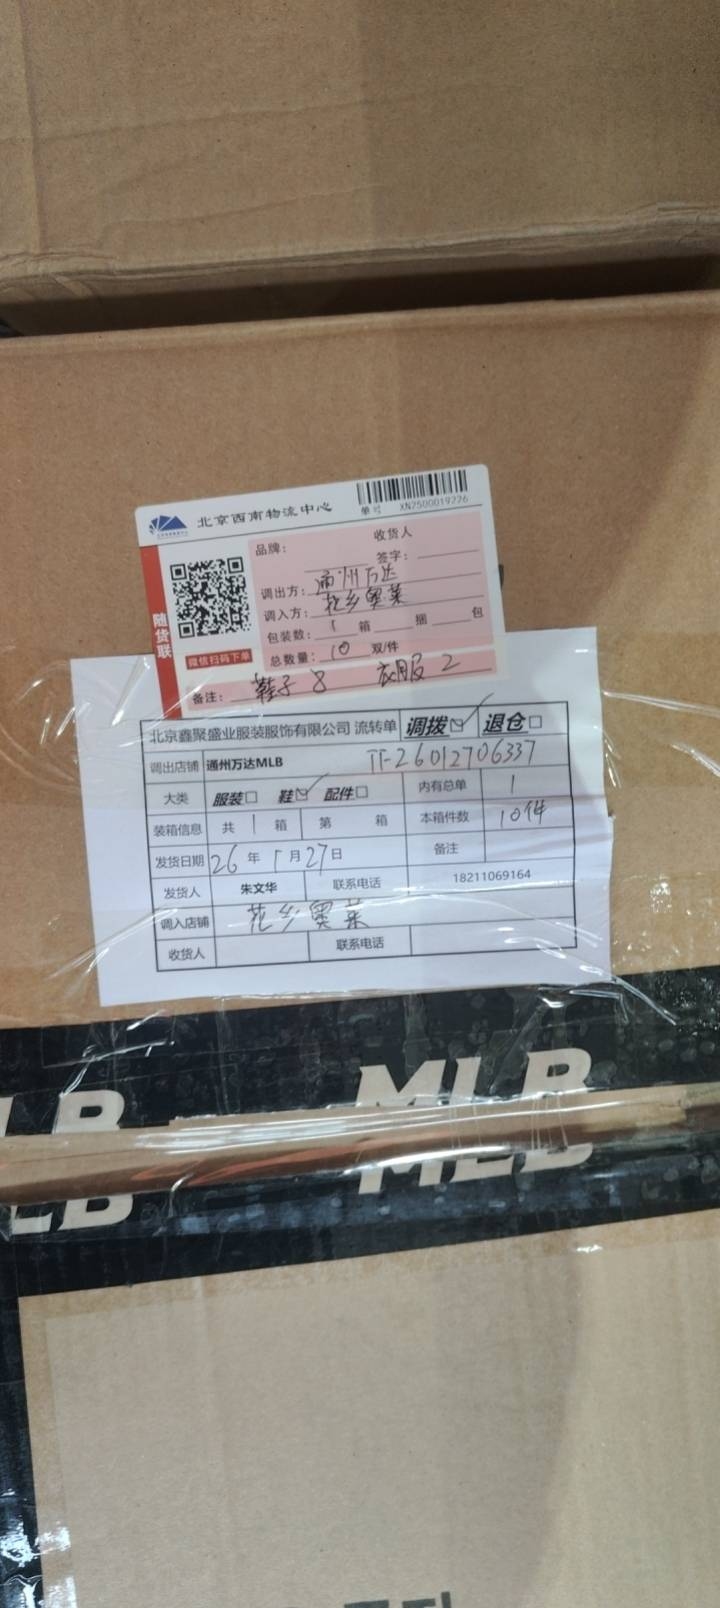 北京西南物流中心
单号 XN2500019226
收货人
品牌: 签字:
调出方: 通州万达
调入方: 花乡奥莱
包装数: 1 箱 捆 包
总数量: 10 双/件
备注: 鞋子 8 衣服 2
随货联
微信扫码下单
北京鑫聚盛业服装服饰有限公司 流转单 调拨☑ 退仓□
调出店铺 通州万达MLB TF-26012706337
大类 服装□ 鞋☑ 配件□ 内有总单 1
装箱信息 共 1 箱 第 箱 本箱件数 10件
发货日期 26 年 1 月 27 日 备注
发货人 朱文华 联系电话 18211069164
调入店铺 花乡奥莱
收货人 联系电话
LB MLB
LB MLB